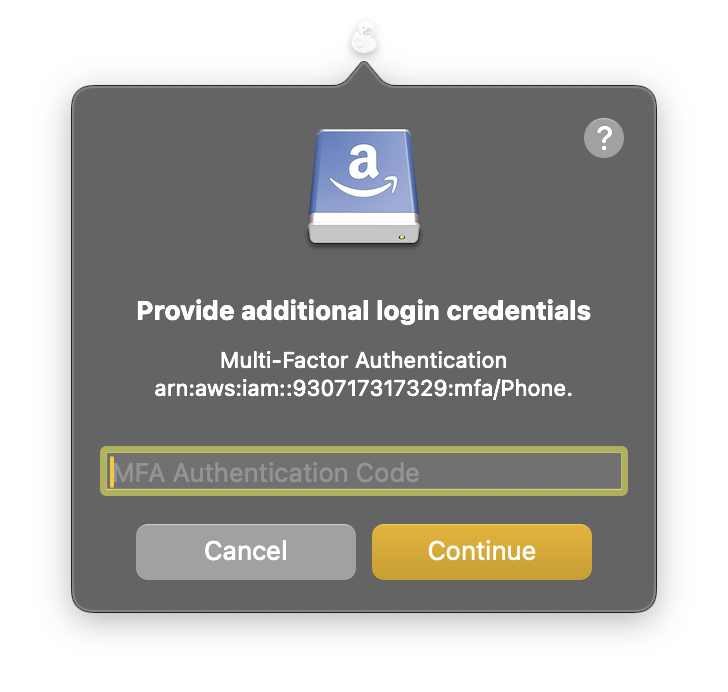 a
?
Provide additional login credentials
Multi-Factor Authentication
arn:aws:iam::930717317329:mfa/Phone.
MFA Authentication Code
Cancel
Continue